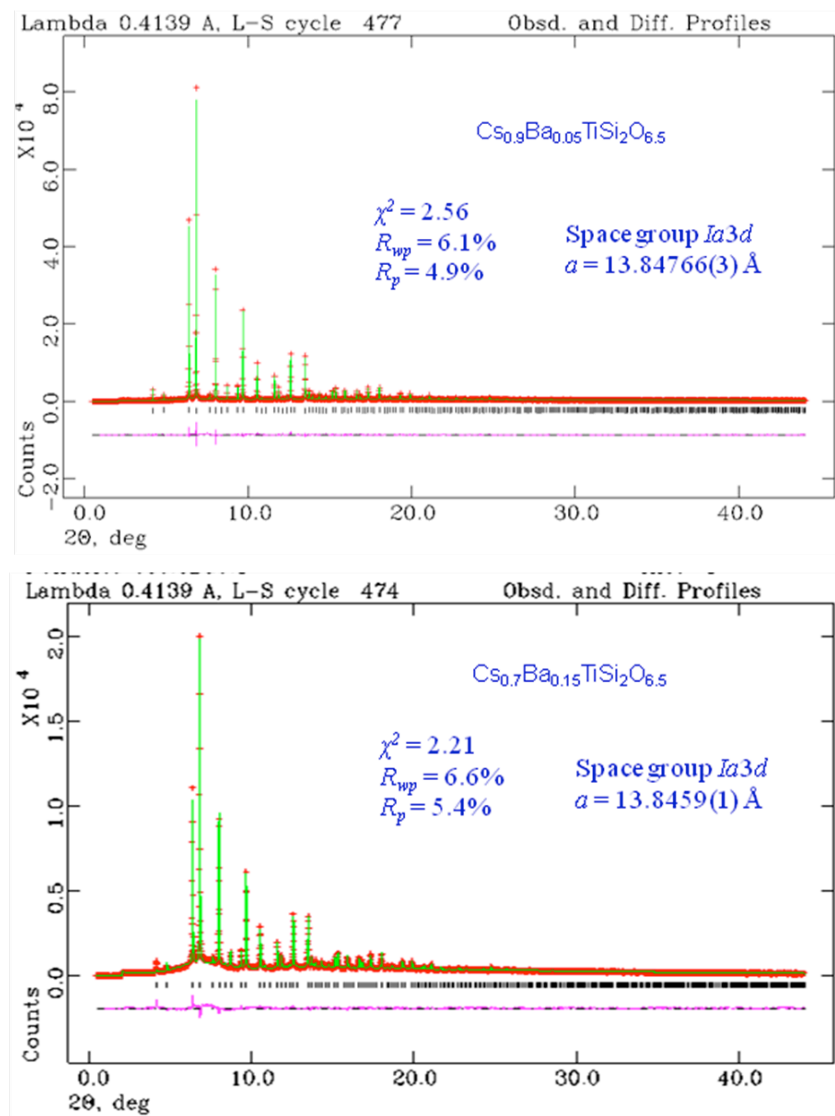 Lambda 0.4139 A, L-S cycle 477 Obsd. and Diff. Profiles
Cs0.9Ba0.05TiSi2O6.5
χ² = 2.56
Rwp = 6.1%
Rp = 4.9%
Space group Ia3d
a = 13.84766(3) Å
X10 4
Counts
8.0
6.0
4.0
2.0
0.0
-2.0
0.0 10.0 20.0 30.0 40.0
2Θ, deg
Lambda 0.4139 A, L-S cycle 474 Obsd. and Diff. Profiles
Cs0.7Ba0.15TiSi2O6.5
χ² = 2.21
Rwp = 6.6%
Rp = 5.4%
Space group Ia3d
a = 13.8459(1) Å
X10 4
Counts
2.0
1.5
1.0
0.5
0.0
0.0 10.0 20.0 30.0 40.0
2Θ, deg